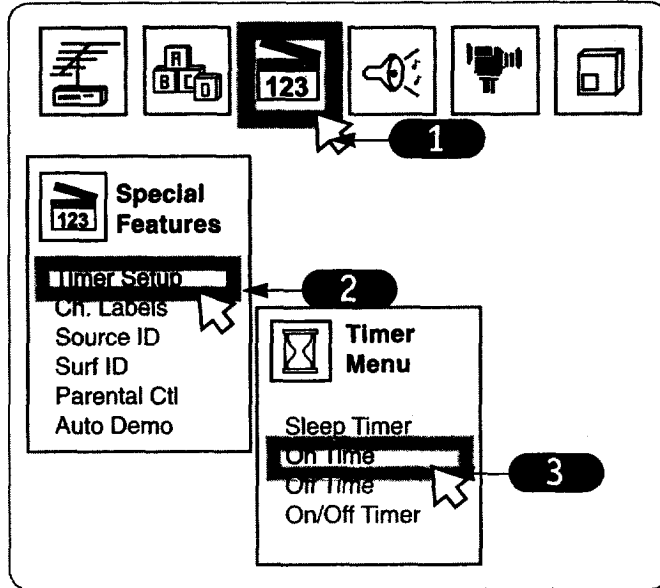 A
B C D
123
1
123
Special
Features
Timer Setup
Ch. Labels
Source ID
Surf ID
Parental Ctl
Auto Demo
2
Timer
Menu
Sleep Timer
On Time
Off Time
On/Off Timer
3